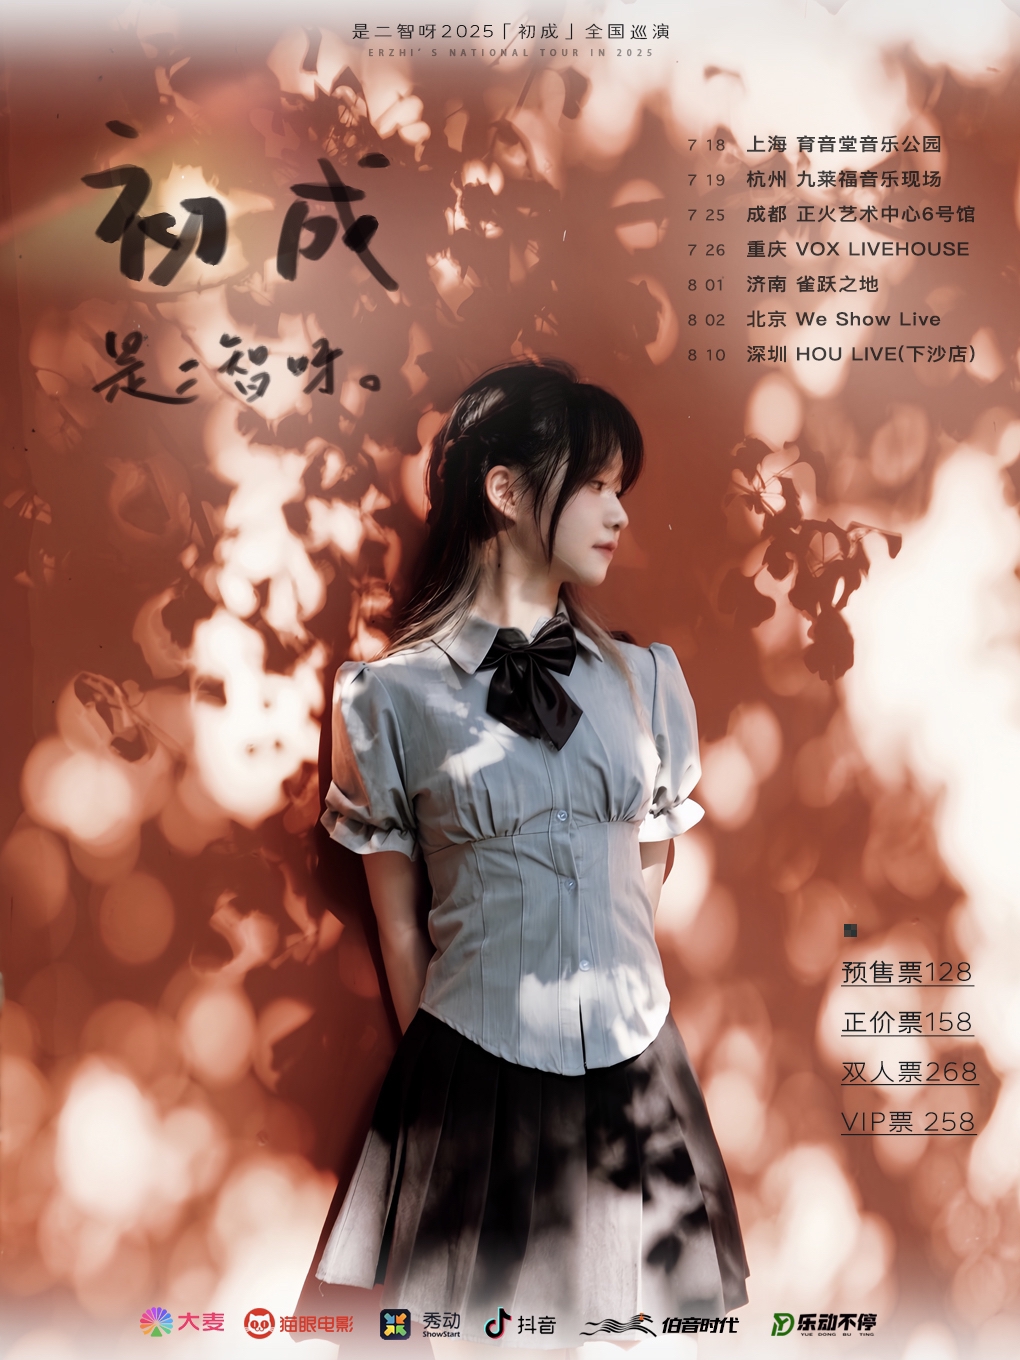 是二智呀2025「初成」全国巡演
ERZHI'S NATIONAL TOUR IN 2025
初成
是二智呀。
7 18 上海 育音堂音乐公园
7 19 杭州 九莱福音乐现场
7 25 成都 正火艺术中心6号馆
7 26 重庆 VOX LIVEHOUSE
8 01 济南 雀跃之地
8 02 北京 We Show Live
8 10 深圳 HOU LIVE(下沙店)
预售票128
正价票158
双人票268
VIP票 258
大麦 猫眼电影 秀动 ShowStart 抖音 伯音时代 乐动不停 YUE DONG BU TING